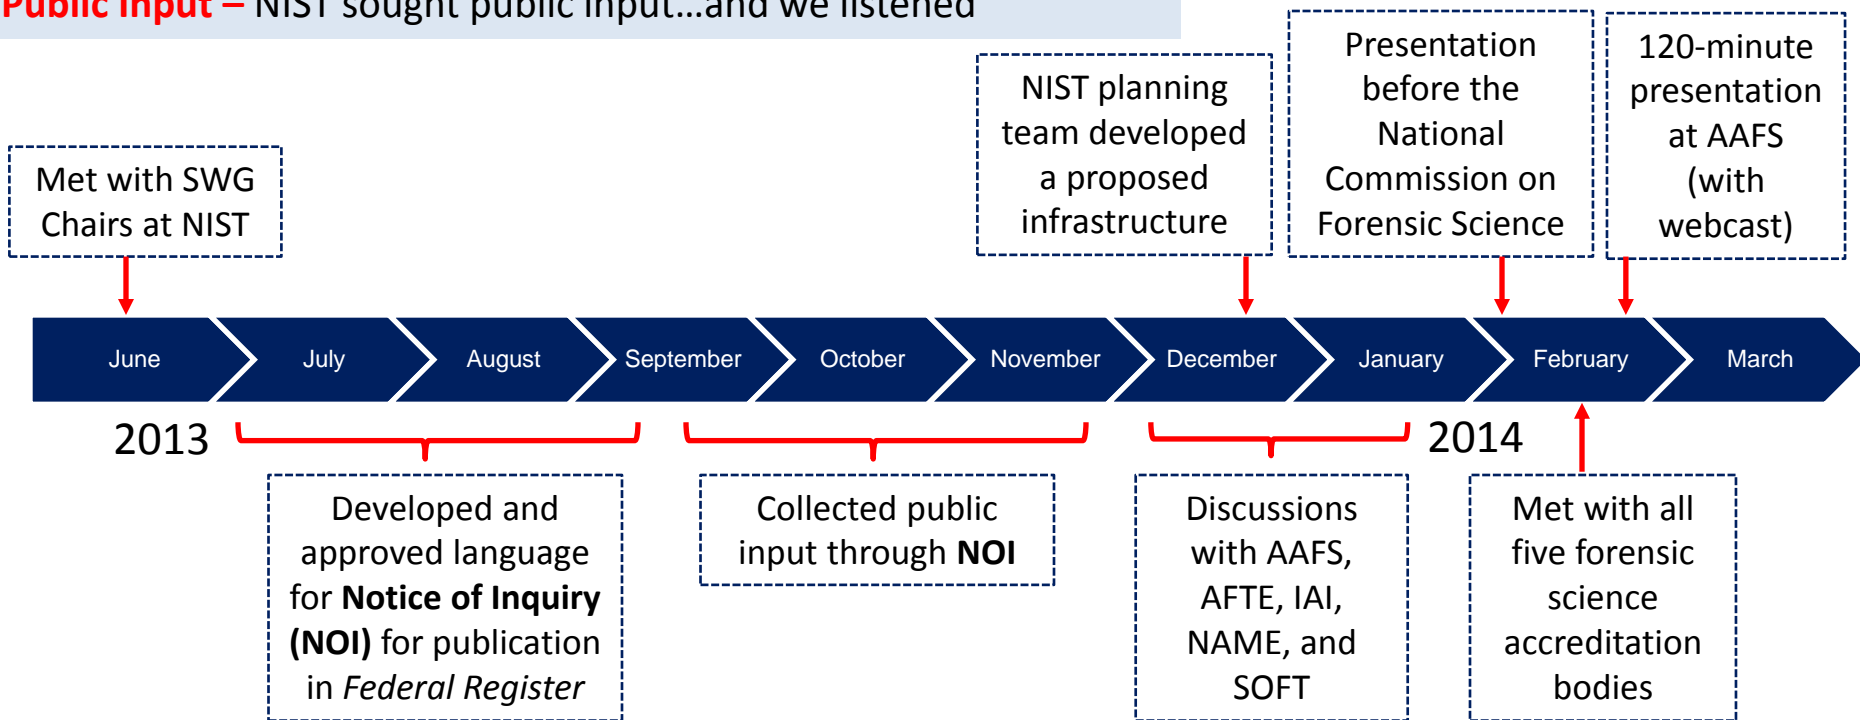 Public Input – NIST sought public input…and we listened
Met with SWG
Chairs at NIST
NIST planning
team developed
a proposed
infrastructure
Presentation
before the
National
Commission on
Forensic Science
120-minute
presentation
at AAFS
(with
webcast)
June
July
August
September
October
November
December
January
February
March
2013
2014
Developed and
approved language
for Notice of Inquiry
(NOI) for publication
in Federal Register
Collected public
input through NOI
Discussions
with AAFS,
AFTE, IAI,
NAME, and
SOFT
Met with all
five forensic
science
accreditation
bodies